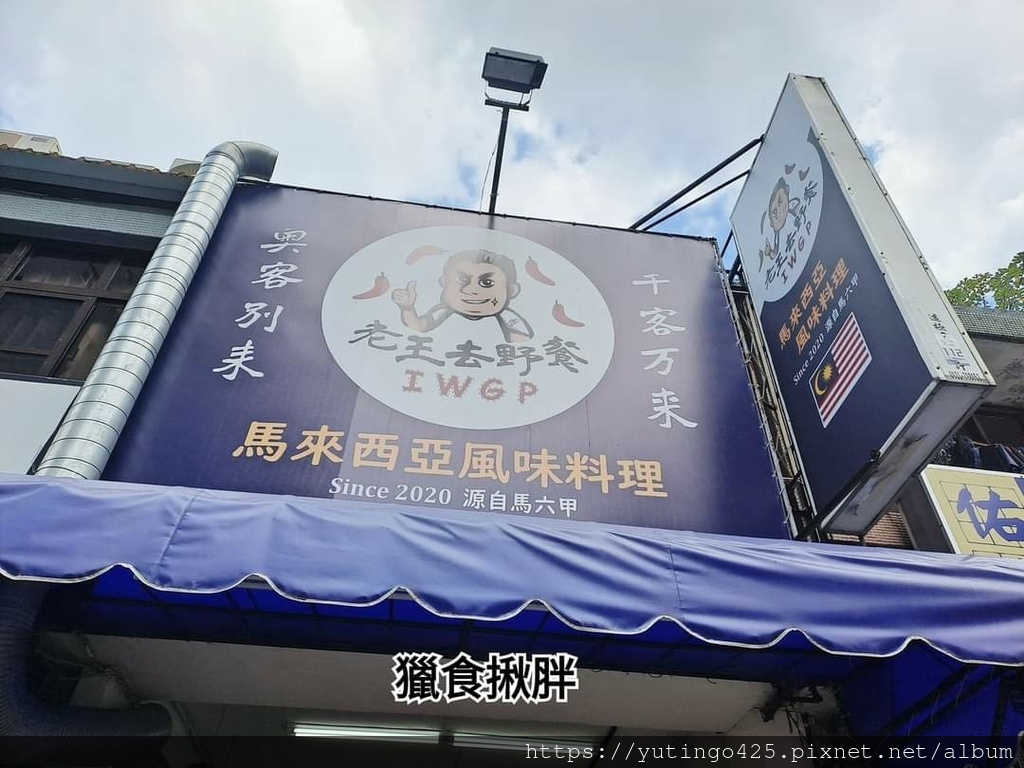 奧客別来
千客万来
老王去野餐
IWGP
馬來西亞風味料理
Since 2020 源自馬六甲
老王去野餐
IWGP
馬來西亞
風味料理
Since 2020 源自馬六甲
佑
獵食揪胖
https://yutingo425.pixnet.net/album